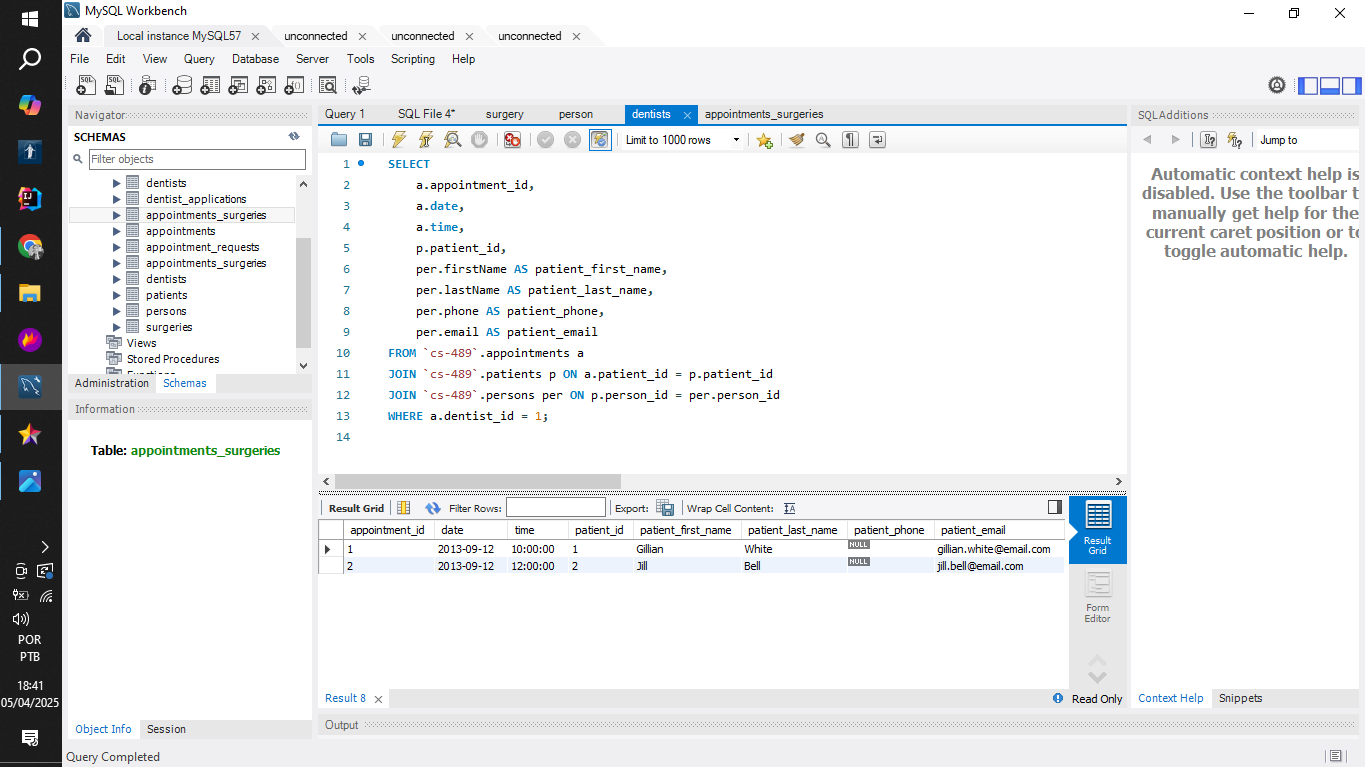 MySQL Workbench
Local instance MySQL57 unconnected unconnected unconnected
File Edit View Query Database Server Tools Scripting Help
Navigator
SCHEMAS
Filter objects
dentists
dentist_applications
appointments_surgeries
appointments
appointment_requests
appointments_surgeries
dentists
patients
persons
surgeries
Views
Stored Procedures
Functions
Administration Schemas
Information
Table: appointments_surgeries
Object Info Session
Query Completed
Query 1 SQL File 4* surgery person dentists appointments_surgeries
Limit to 1000 rows
1 SELECT
2 a.appointment_id,
3 a.date,
4 a.time,
5 p.patient_id,
6 per.firstName AS patient_first_name,
7 per.lastName AS patient_last_name,
8 per.phone AS patient_phone,
9 per.email AS patient_email
10 FROM `cs-489`.appointments a
11 JOIN `cs-489`.patients p ON a.patient_id = p.patient_id
12 JOIN `cs-489`.persons per ON p.person_id = per.person_id
13 WHERE a.dentist_id = 1;
14
Result Grid Filter Rows: Export: Wrap Cell Content:
appointment_id date time patient_id patient_first_name patient_last_name patient_phone patient_email
1 2013-09-12 10:00:00 1 Gillian White NULL gillian.white@email.com
2 2013-09-12 12:00:00 2 Jill Bell NULL jill.bell@email.com
Result
Grid
Form
Editor
Result 8
Read Only
Output
SQLAdditions
Jump to
Automatic context help is
disabled. Use the toolbar t
manually get help for the
current caret position or to
toggle automatic help.
Context Help Snippets
POR
PTB
18:41
05/04/2025